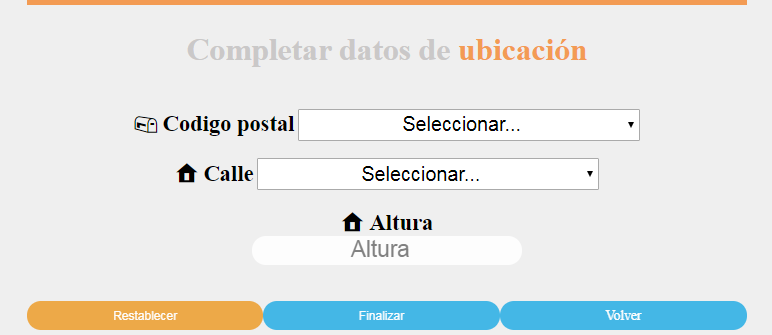 Completar datos de ubicación
Codigo postal Seleccionar...
Calle Seleccionar...
Altura
Altura
Restablecer Finalizar Volver